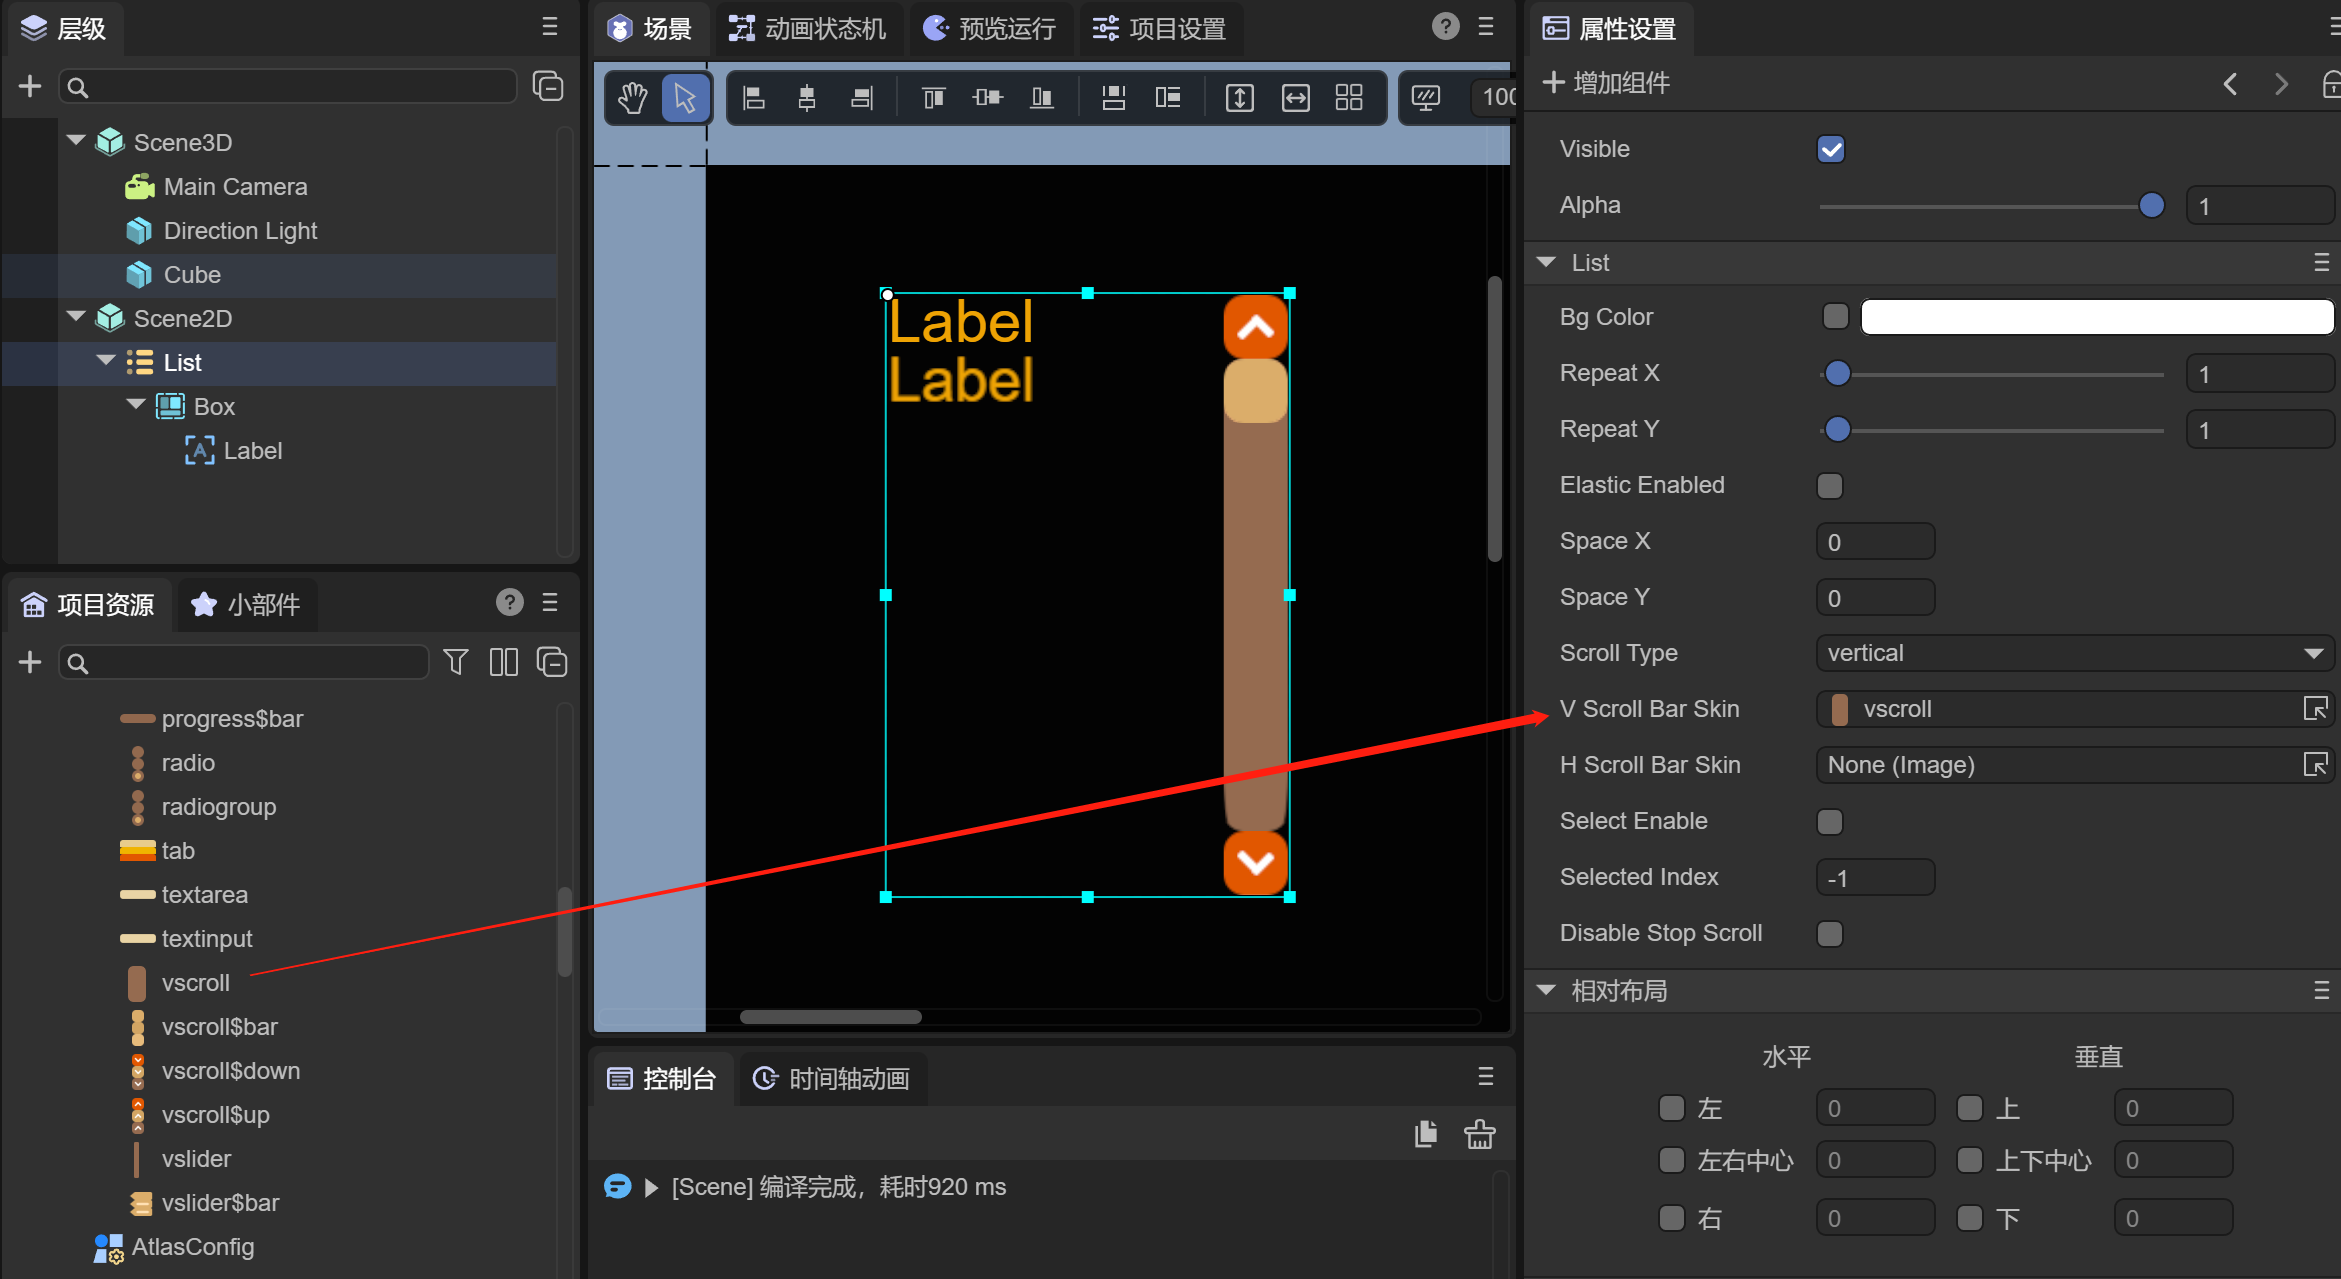 层级
Scene3D
Main Camera
Direction Light
Cube
Scene2D
List
Box
Label
项目资源
小部件
progress$bar
radio
radiogroup
tab
textarea
textinput
vscroll
vscroll$bar
vscroll$down
vscroll$up
vslider
vslider$bar
AtlasConfig
场景
动画状态机
预览运行
项目设置
100
Label
Label
控制台
时间轴动画
[Scene] 编译完成，耗时920 ms
属性设置
增加组件
Visible
Alpha 1
List
Bg Color
Repeat X 1
Repeat Y 1
Elastic Enabled
Space X 0
Space Y 0
Scroll Type vertical
V Scroll Bar Skin vscroll
H Scroll Bar Skin None (Image)
Select Enable
Selected Index -1
Disable Stop Scroll
相对布局
水平 垂直
左 0 上 0
左右中心 0 上下中心 0
右 0 下 0